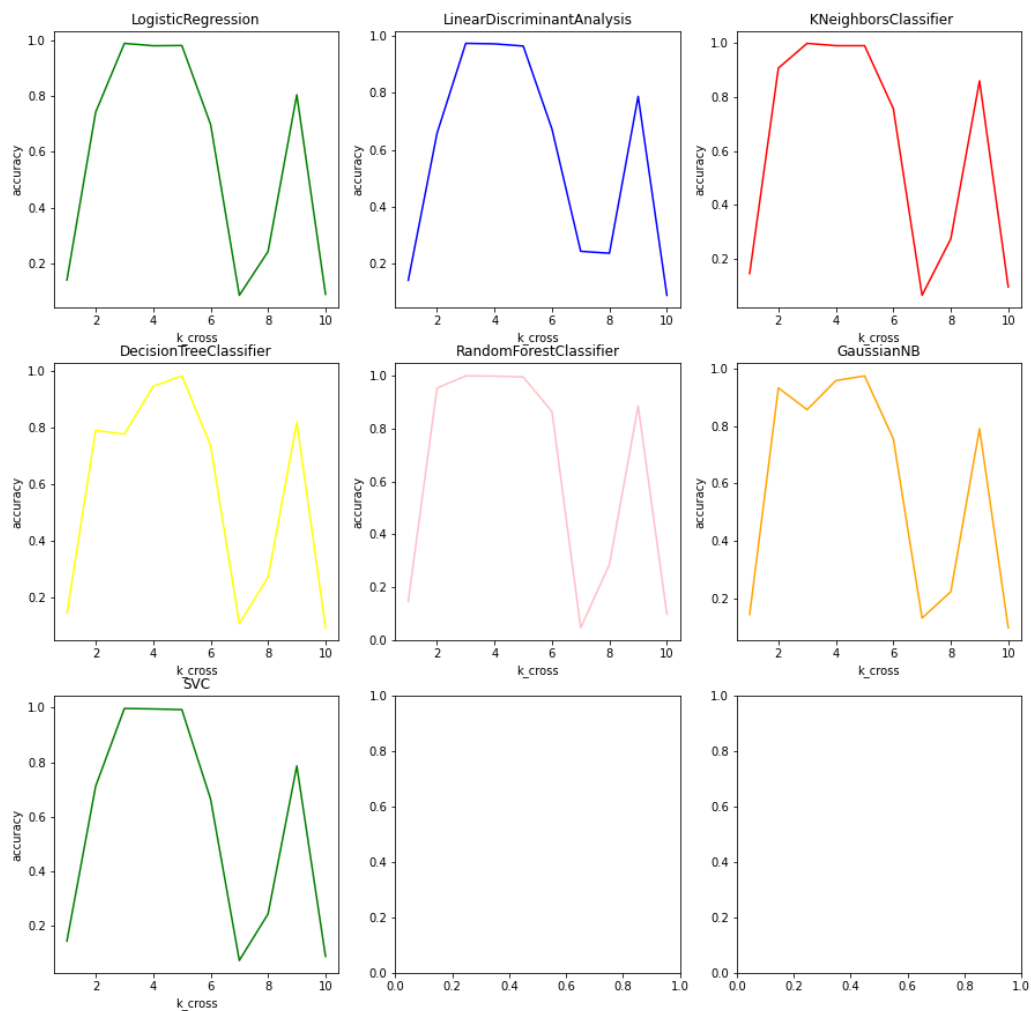 LogisticRegression
1.0
0.8
0.6
0.4
0.2
accuracy
2 4 6 8 10
k_cross
LinearDiscriminantAnalysis
1.0
0.8
0.6
0.4
0.2
accuracy
2 4 6 8 10
k_cross
KNeighborsClassifier
1.0
0.8
0.6
0.4
0.2
accuracy
2 4 6 8 10
k_cross
DecisionTreeClassifier
1.0
0.8
0.6
0.4
0.2
accuracy
2 4 6 8 10
k_cross
RandomForestClassifier
1.0
0.8
0.6
0.4
0.2
0.0
accuracy
2 4 6 8 10
k_cross
GaussianNB
1.0
0.8
0.6
0.4
0.2
accuracy
2 4 6 8 10
k_cross
SVC
1.0
0.8
0.6
0.4
0.2
accuracy
2 4 6 8 10
k_cross
1.0
0.8
0.6
0.4
0.2
0.0
0.0 0.2 0.4 0.6 0.8 1.0
1.0
0.8
0.6
0.4
0.2
0.0
0.0 0.2 0.4 0.6 0.8 1.0